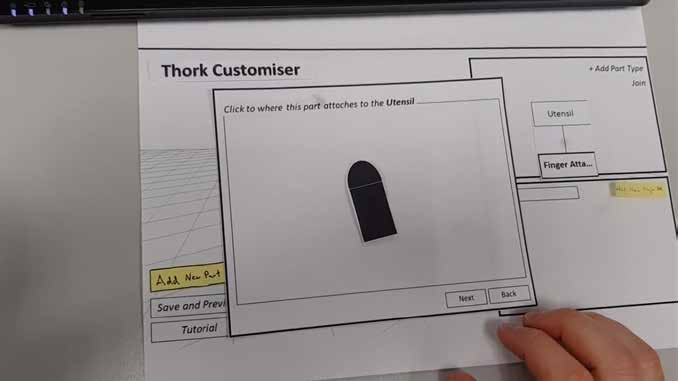 Thork Customiser
+ Add Part Type
Join
Click to where this part attaches to the Utensil
Utensil
Finger Atta...
Add New Part
Save and Previ
Tutorial
Next
Back